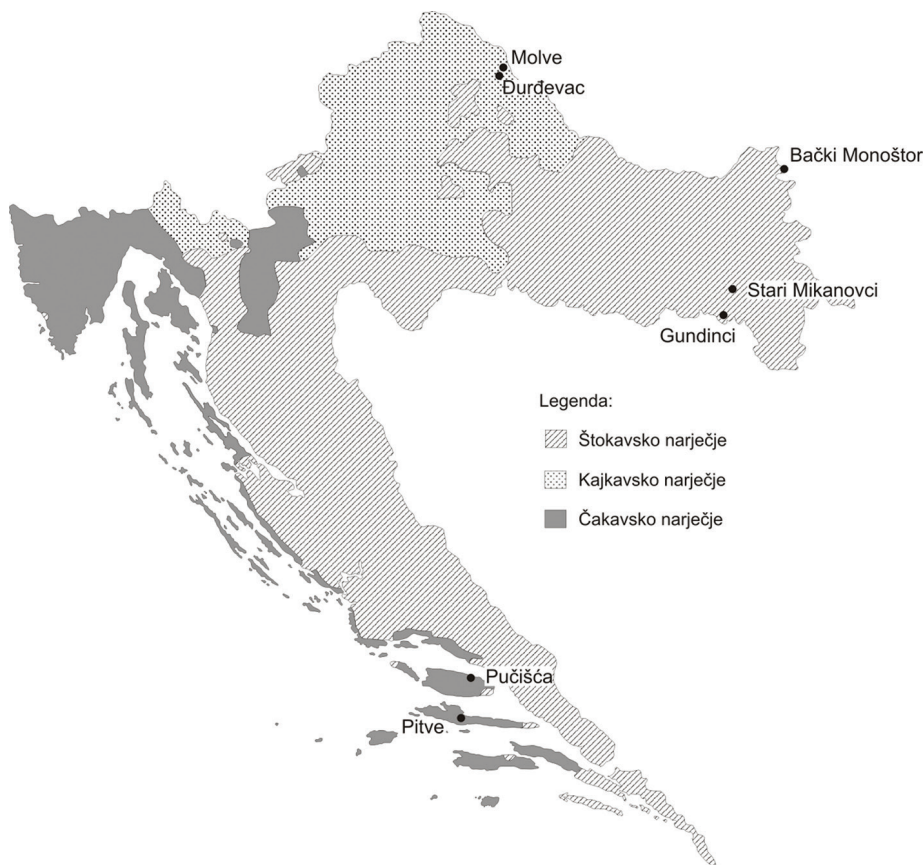 Molve
Đurđevac
Bački Monoštor
Stari Mikanovci
Gundinci
Legenda:
Štokavsko narječje
Kajkavsko narječje
Čakavsko narječje
Pučišća
Pitve